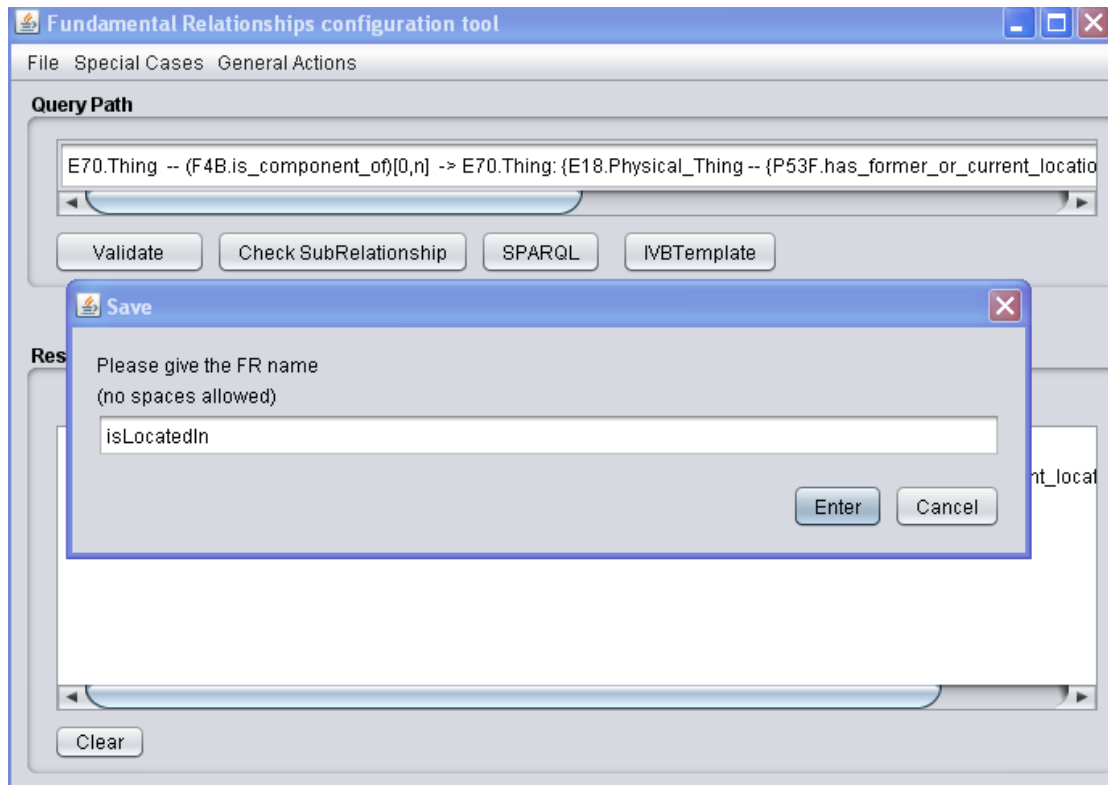 Fundamental Relationships configuration tool
File Special Cases General Actions
Query Path
E70.Thing -- (F4B.is_component_of)[0,n] -> E70.Thing: {E18.Physical_Thing -- {P53F.has_former_or_current_locatio
Validate Check SubRelationship SPARQL IVBTemplate
Save
Res
Please give the FR name
(no spaces allowed)
isLocatedIn
nt_locat
Enter Cancel
Clear